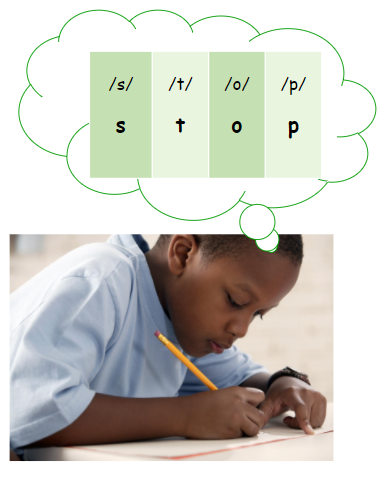 /s/ /t/ /o/ /p/
s t o p